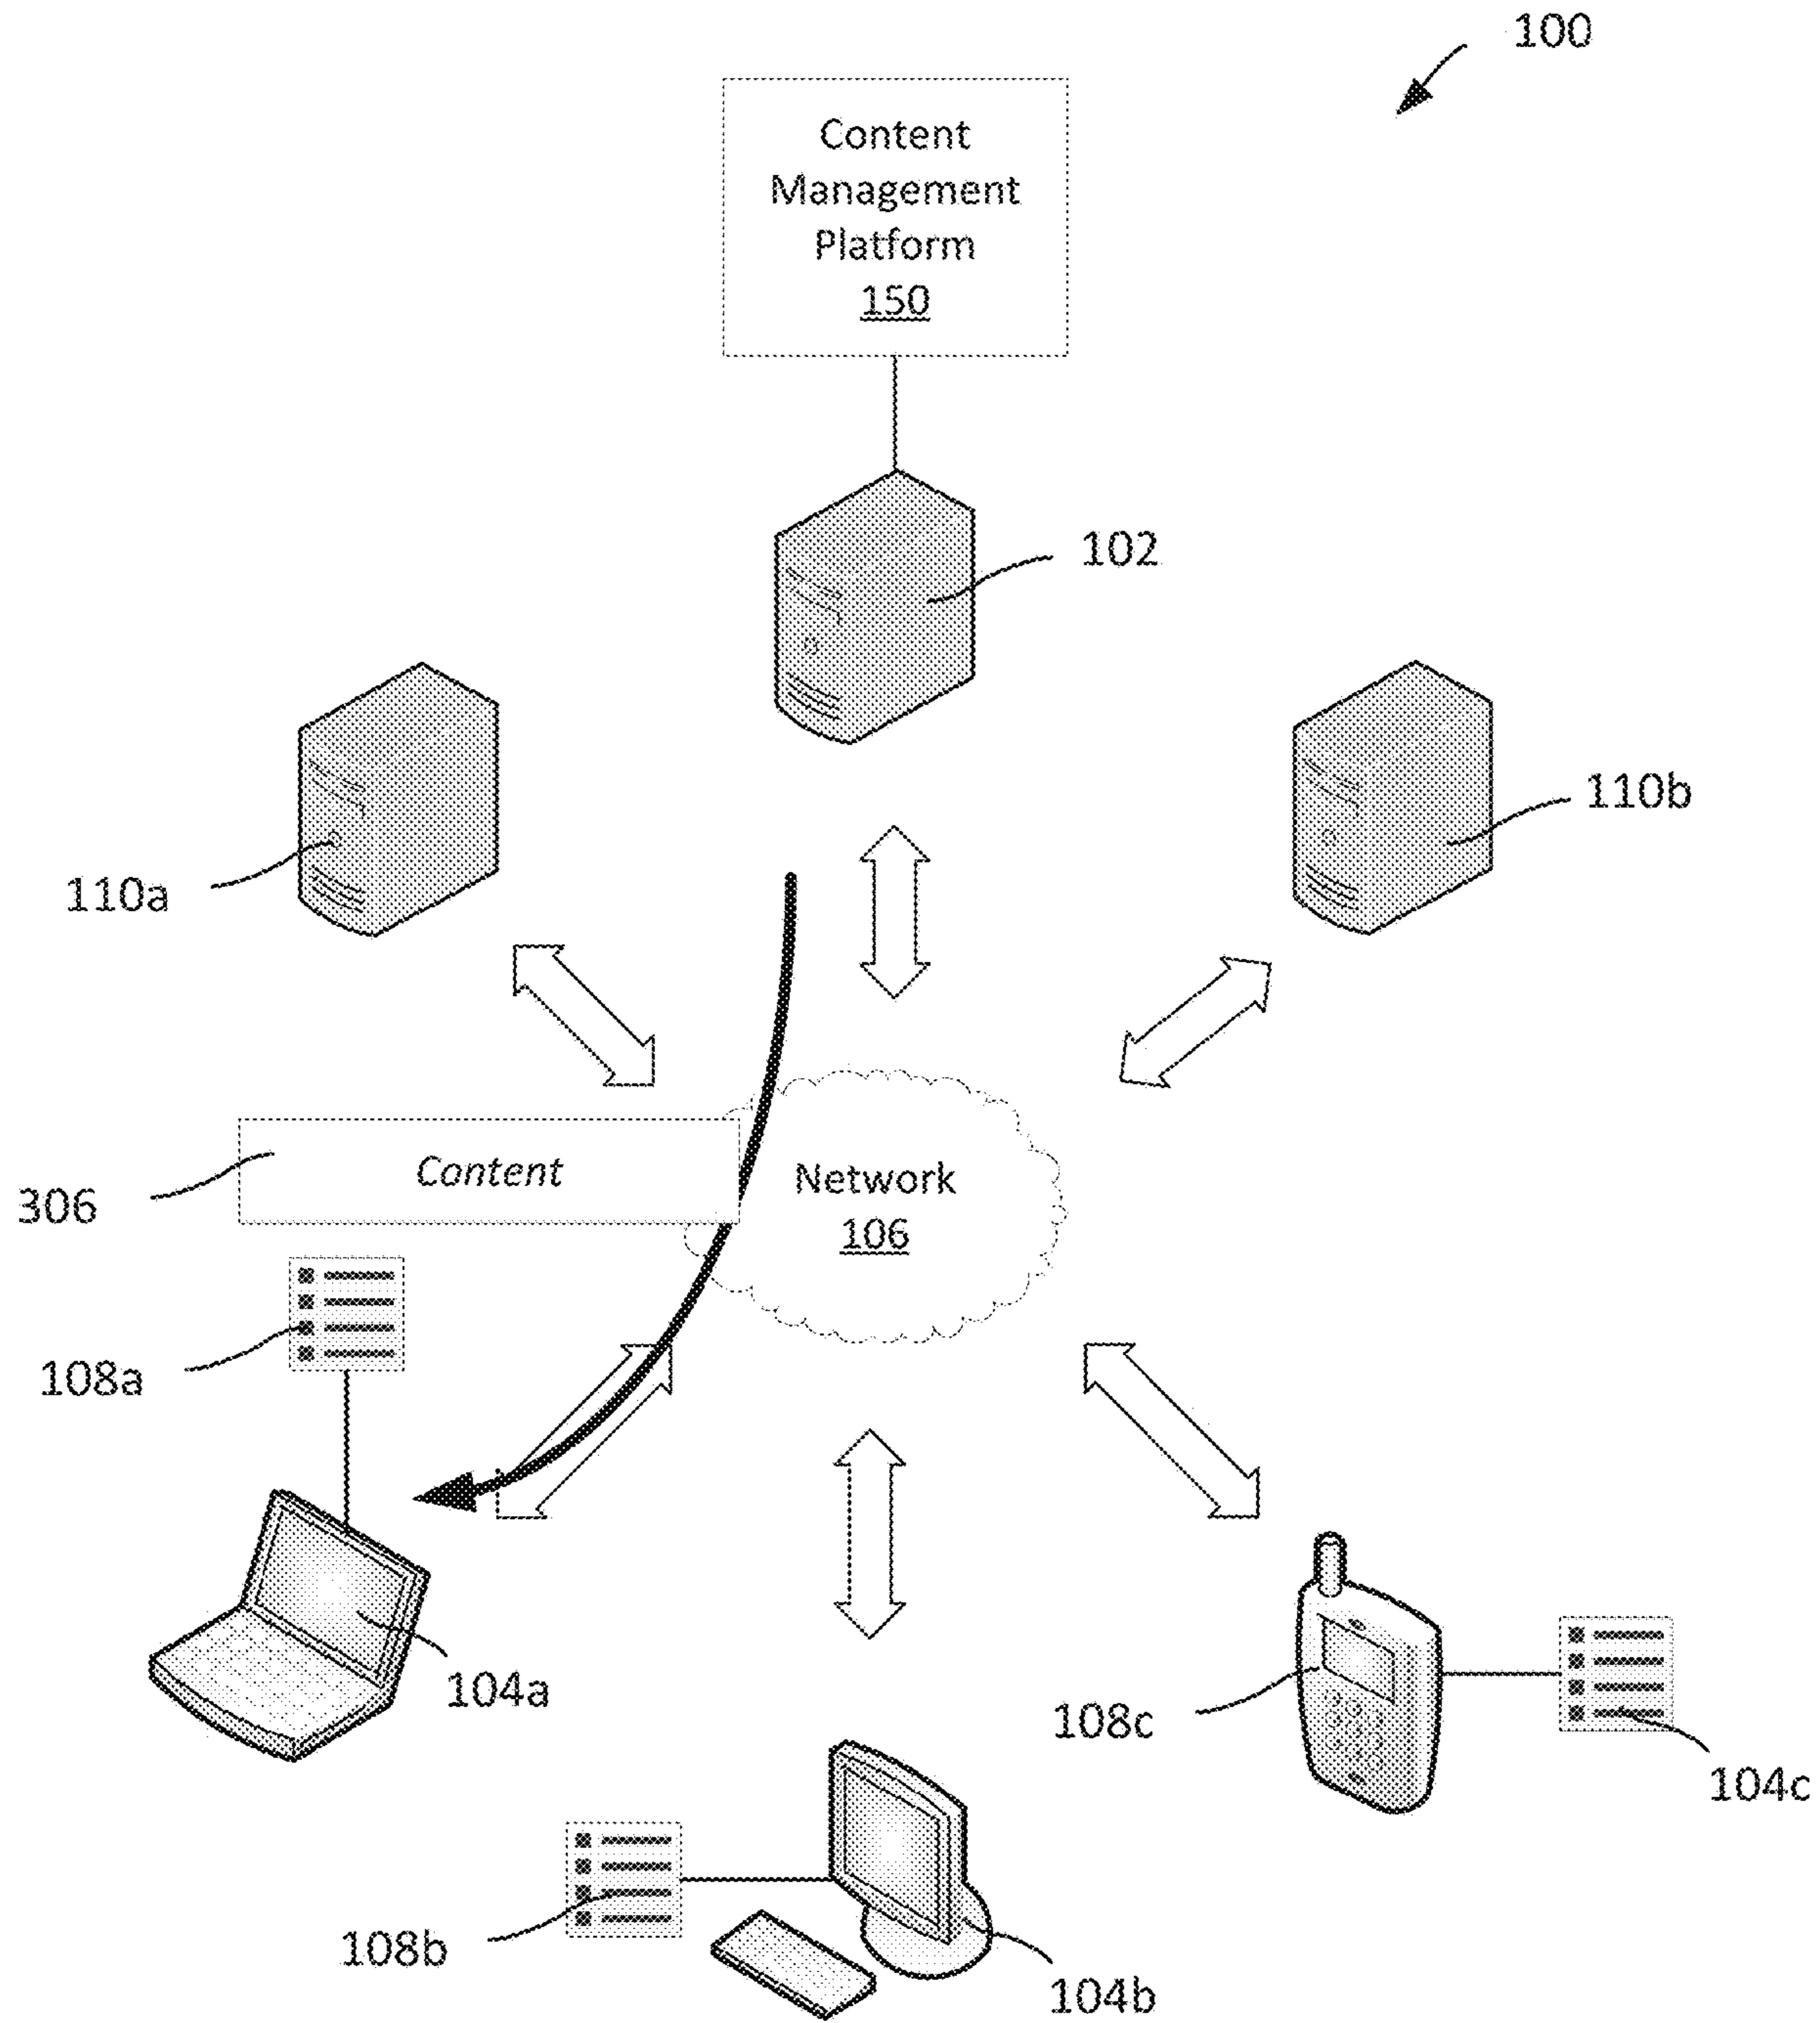 100
Content
Management
Platform
150
102
110b
110a
Content
306
Network
106
108a
104a
108c
104c
108b
104b